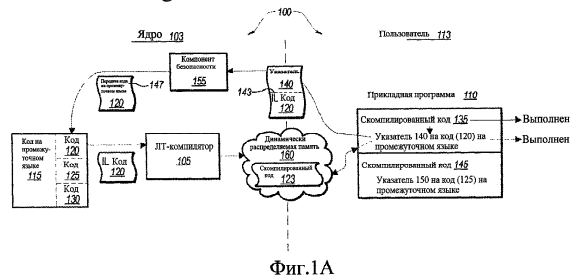 100
Ядро 103
Пользователь 113
Компонент безопасности
155
Указатель
140
143
IL Код
120
147
120
Прикладная программа 110
Скомпилированный код 135
Указатель 140 на код (120) на промежуточном языке
Выполнен
Выполнен
Скомпилированный код 145
Указатель 150 на код (125) на промежуточном языке
Код на промежуточном языке
115
Код
120
Код
125
Код
130
IL Код
120
JIT-компилятор
105
Динамически распределяемая память
160
Скомпилированный код
123
Фиг.1А